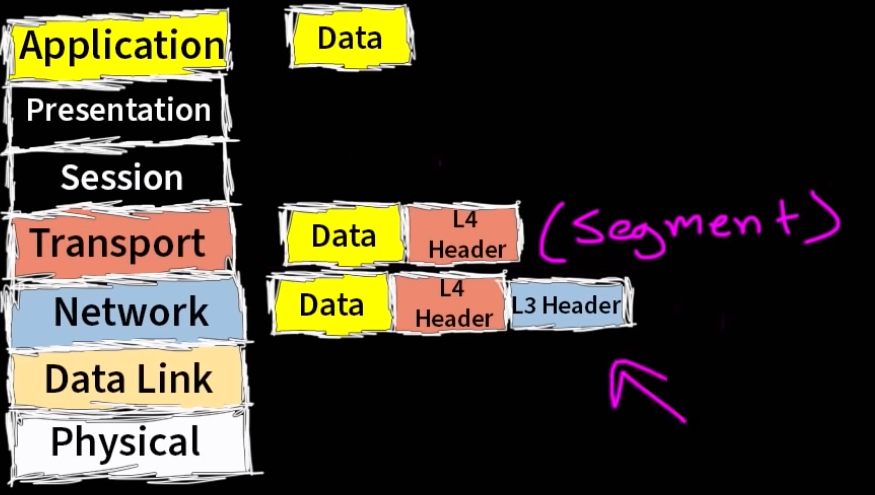 Application
Data
Presentation
Session
Transport
Data
L4
Header
(Segment)
Network
Data
L4
Header
L3 Header
Data Link
Physical